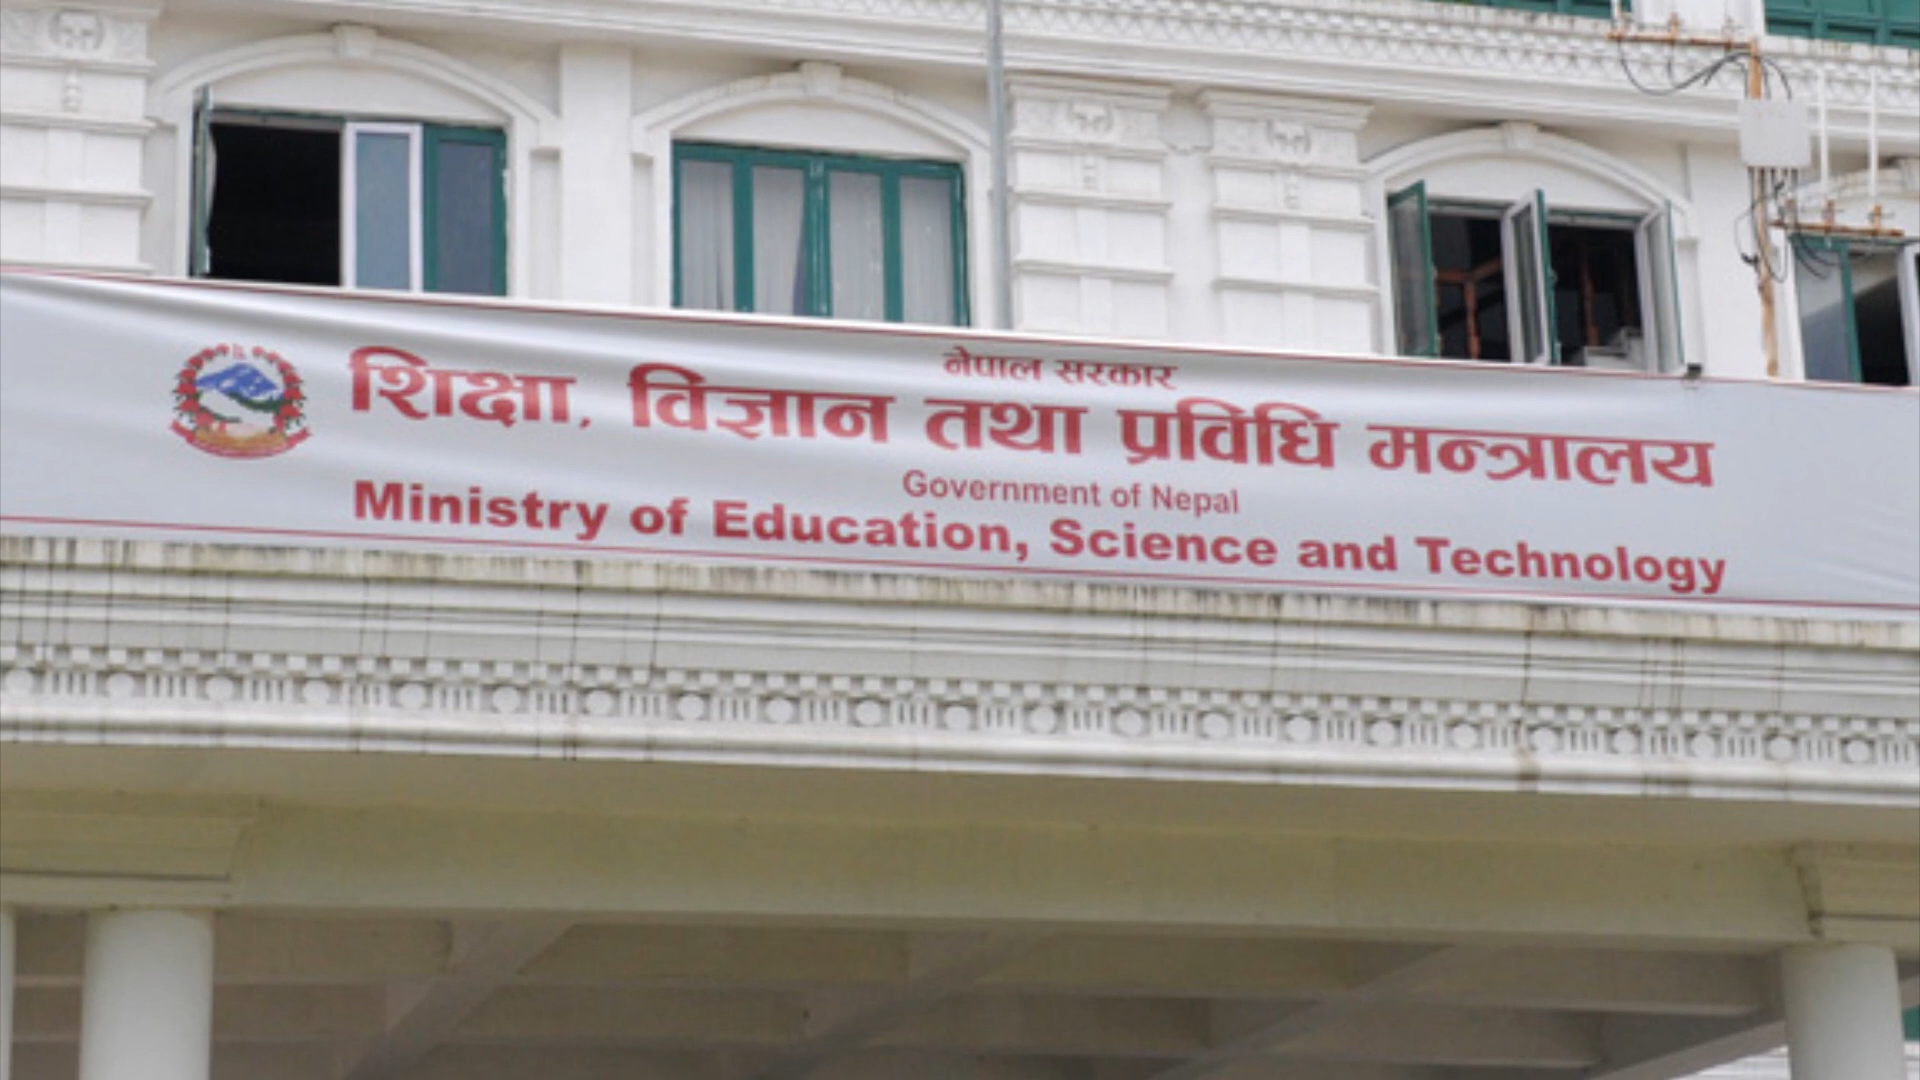 नेपाल सरकार
शिक्षा, विज्ञान तथा प्रविधि मन्त्रालय
Government of Nepal
Ministry of Education, Science and Technology